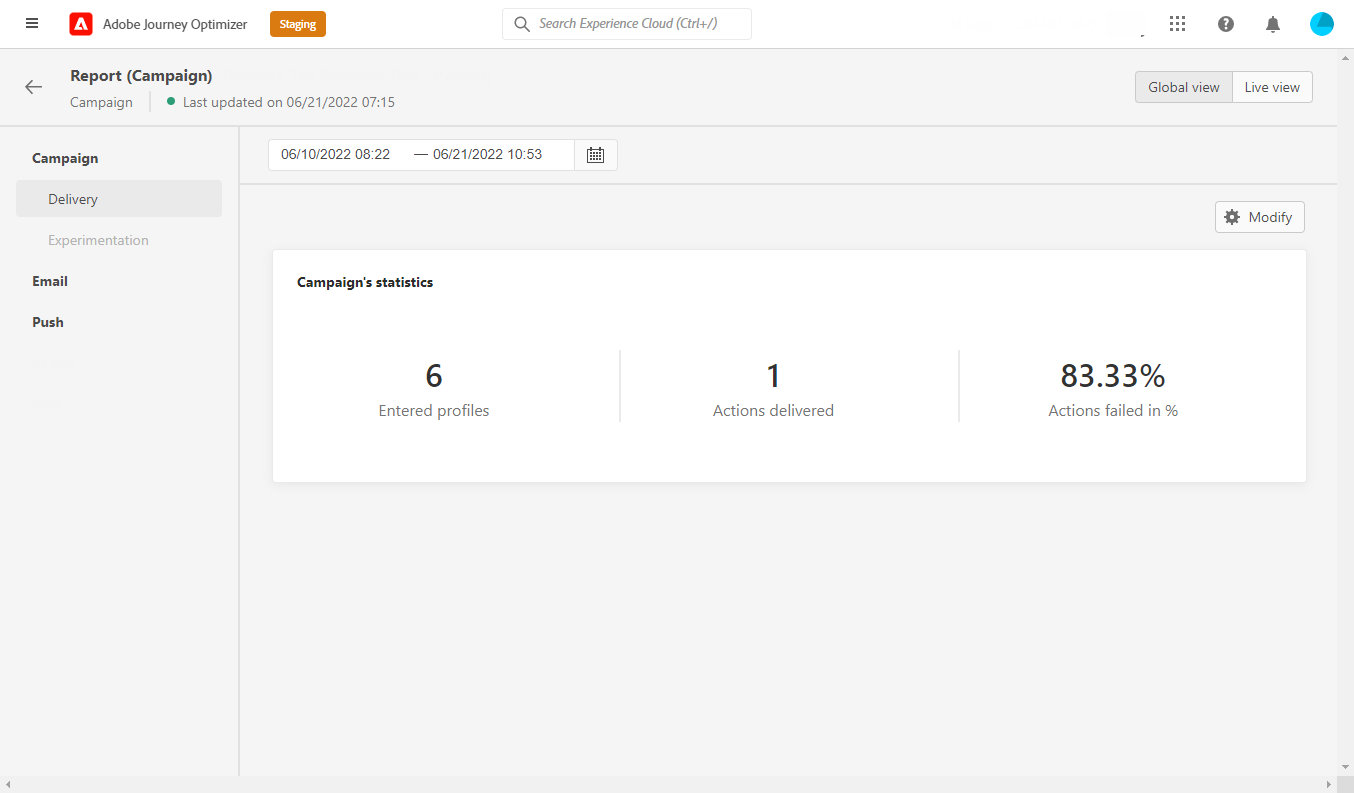 Adobe Journey Optimizer
Staging
Search Experience Cloud (Ctrl+/)
Report (Campaign)
Campaign
Last updated on 06/21/2022 07:15
Global view
Live view
Campaign
Delivery
Experimentation
Email
Push
06/10/2022 08:22 — 06/21/2022 10:53
Modify
Campaign's statistics
6
Entered profiles
1
Actions delivered
83.33%
Actions failed in %